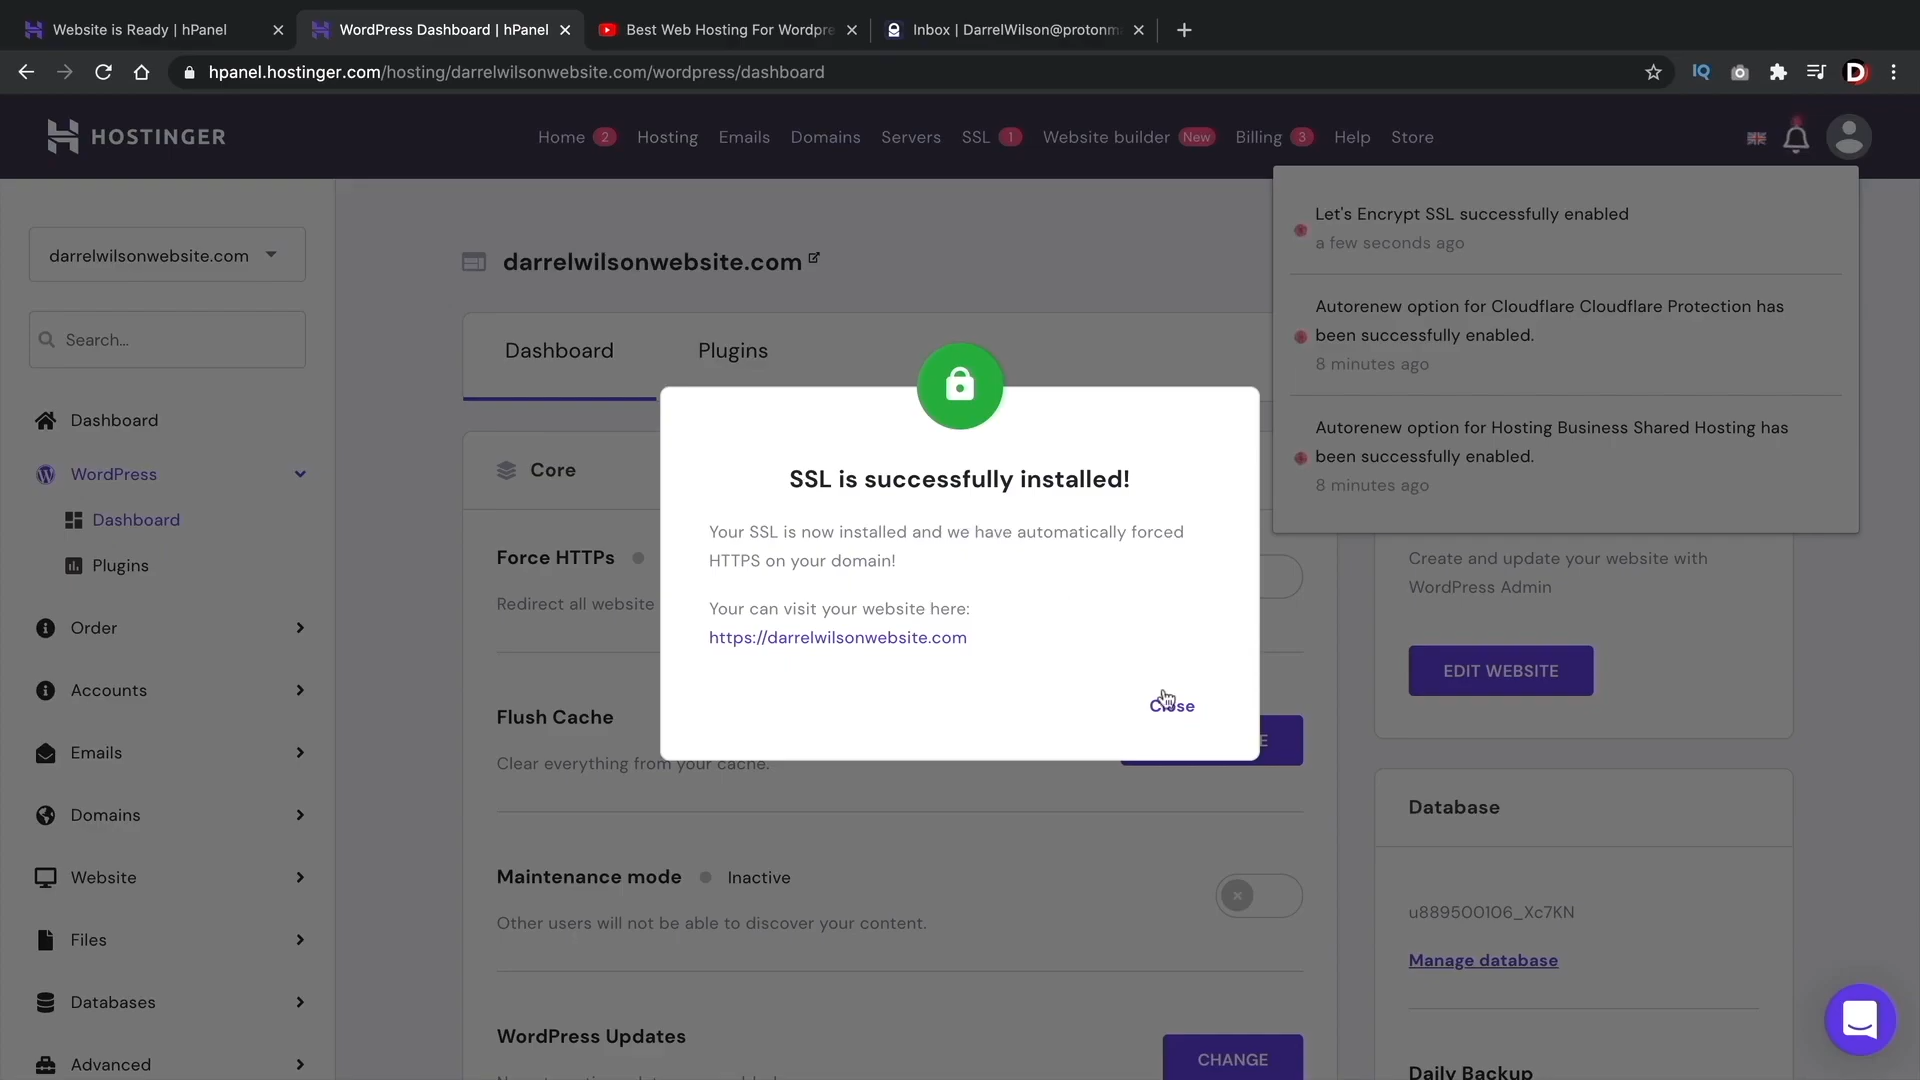 Website is Ready | hPanel
WordPress Dashboard | hPanel
Best Web Hosting For Wordpre
Inbox | DarrelWilson@protonma
hpanel.hostinger.com/hosting/darrelwilsonwebsite.com/wordpress/dashboard
IQ
D
HOSTINGER
Home 2
Hosting
Emails
Domains
Servers
SSL 1
Website builder New
Billing 3
Help
Store
darrelwilsonwebsite.com
Search...
Dashboard
WordPress
Dashboard
Plugins
Order
Accounts
Emails
Domains
Website
Files
Databases
Advanced
darrelwilsonwebsite.com
Dashboard
Plugins
Core
Force HTTPs
Redirect all website
Flush Cache
Clear everything from your cache.
E
Maintenance mode
Inactive
Other users will not be able to discover your content.
WordPress Updates
CHANGE
SSL is successfully installed!
Your SSL is now installed and we have automatically forced
HTTPS on your domain!
Your can visit your website here:
https://darrelwilsonwebsite.com
Close
Let's Encrypt SSL successfully enabled
a few seconds ago
Autorenew option for Cloudflare Cloudflare Protection has
been successfully enabled.
8 minutes ago
Autorenew option for Hosting Business Shared Hosting has
been successfully enabled.
8 minutes ago
Create and update your website with
WordPress Admin
EDIT WEBSITE
Database
u889500106_Xc7KN
Manage database
Daily Backup